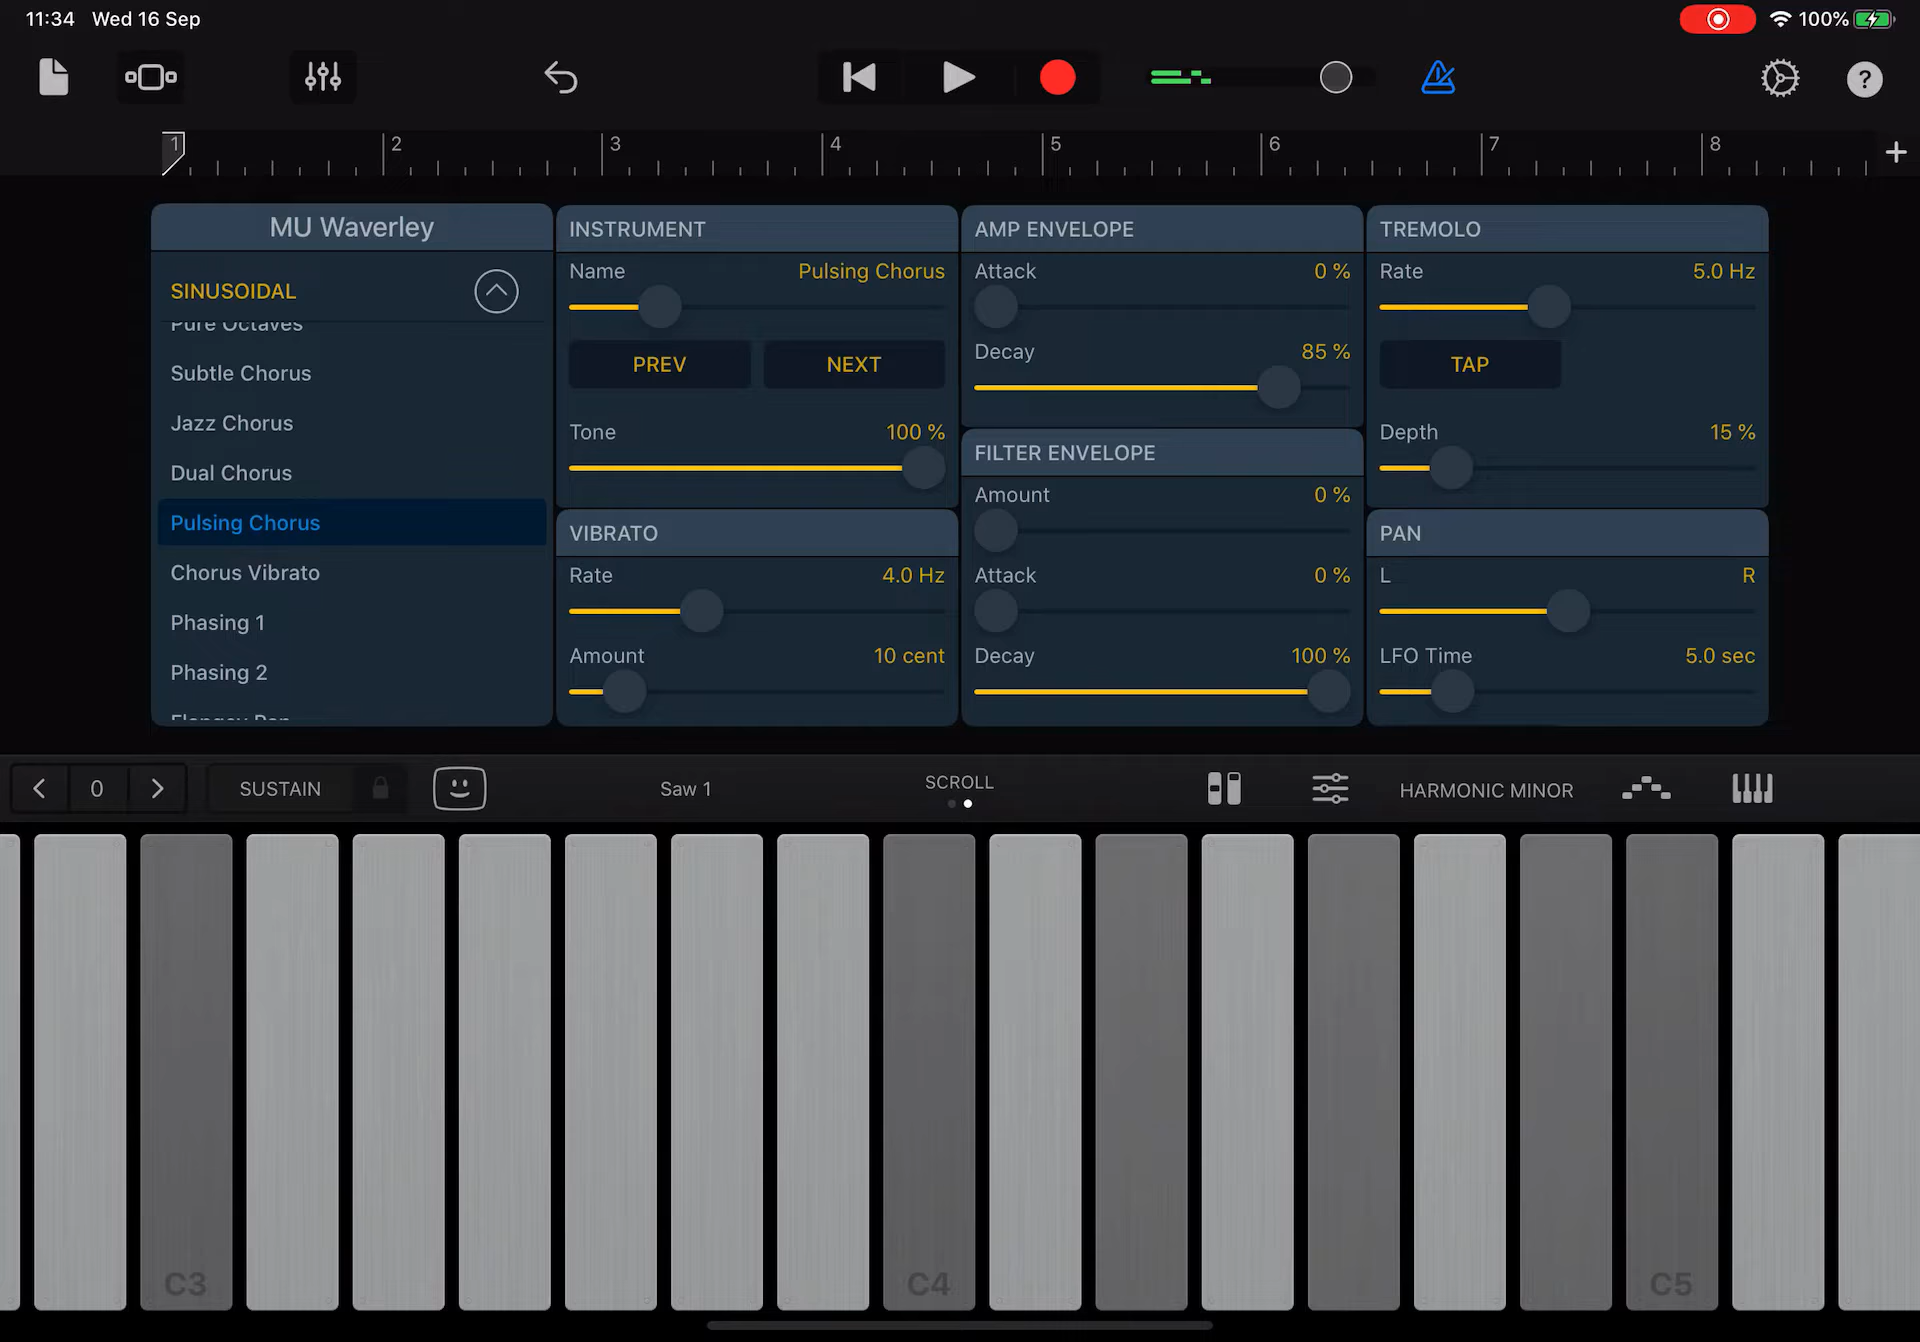 11:34 Wed 16 Sep
100%
?
1 2 3 4 5 6 7 8
MU Waverley
SINUSOIDAL
Pure Octaves
Subtle Chorus
Jazz Chorus
Dual Chorus
Pulsing Chorus
Chorus Vibrato
Phasing 1
Phasing 2
INSTRUMENT
Name Pulsing Chorus
PREV NEXT
Tone 100 %
VIBRATO
Rate 4.0 Hz
Amount 10 cent
AMP ENVELOPE
Attack 0 %
Decay 85 %
FILTER ENVELOPE
Amount 0 %
Attack 0 %
Decay 100 %
TREMOLO
Rate 5.0 Hz
TAP
Depth 15 %
PAN
L R
LFO Time 5.0 sec
0 SUSTAIN Saw 1 SCROLL HARMONIC MINOR
C3 C4 C5